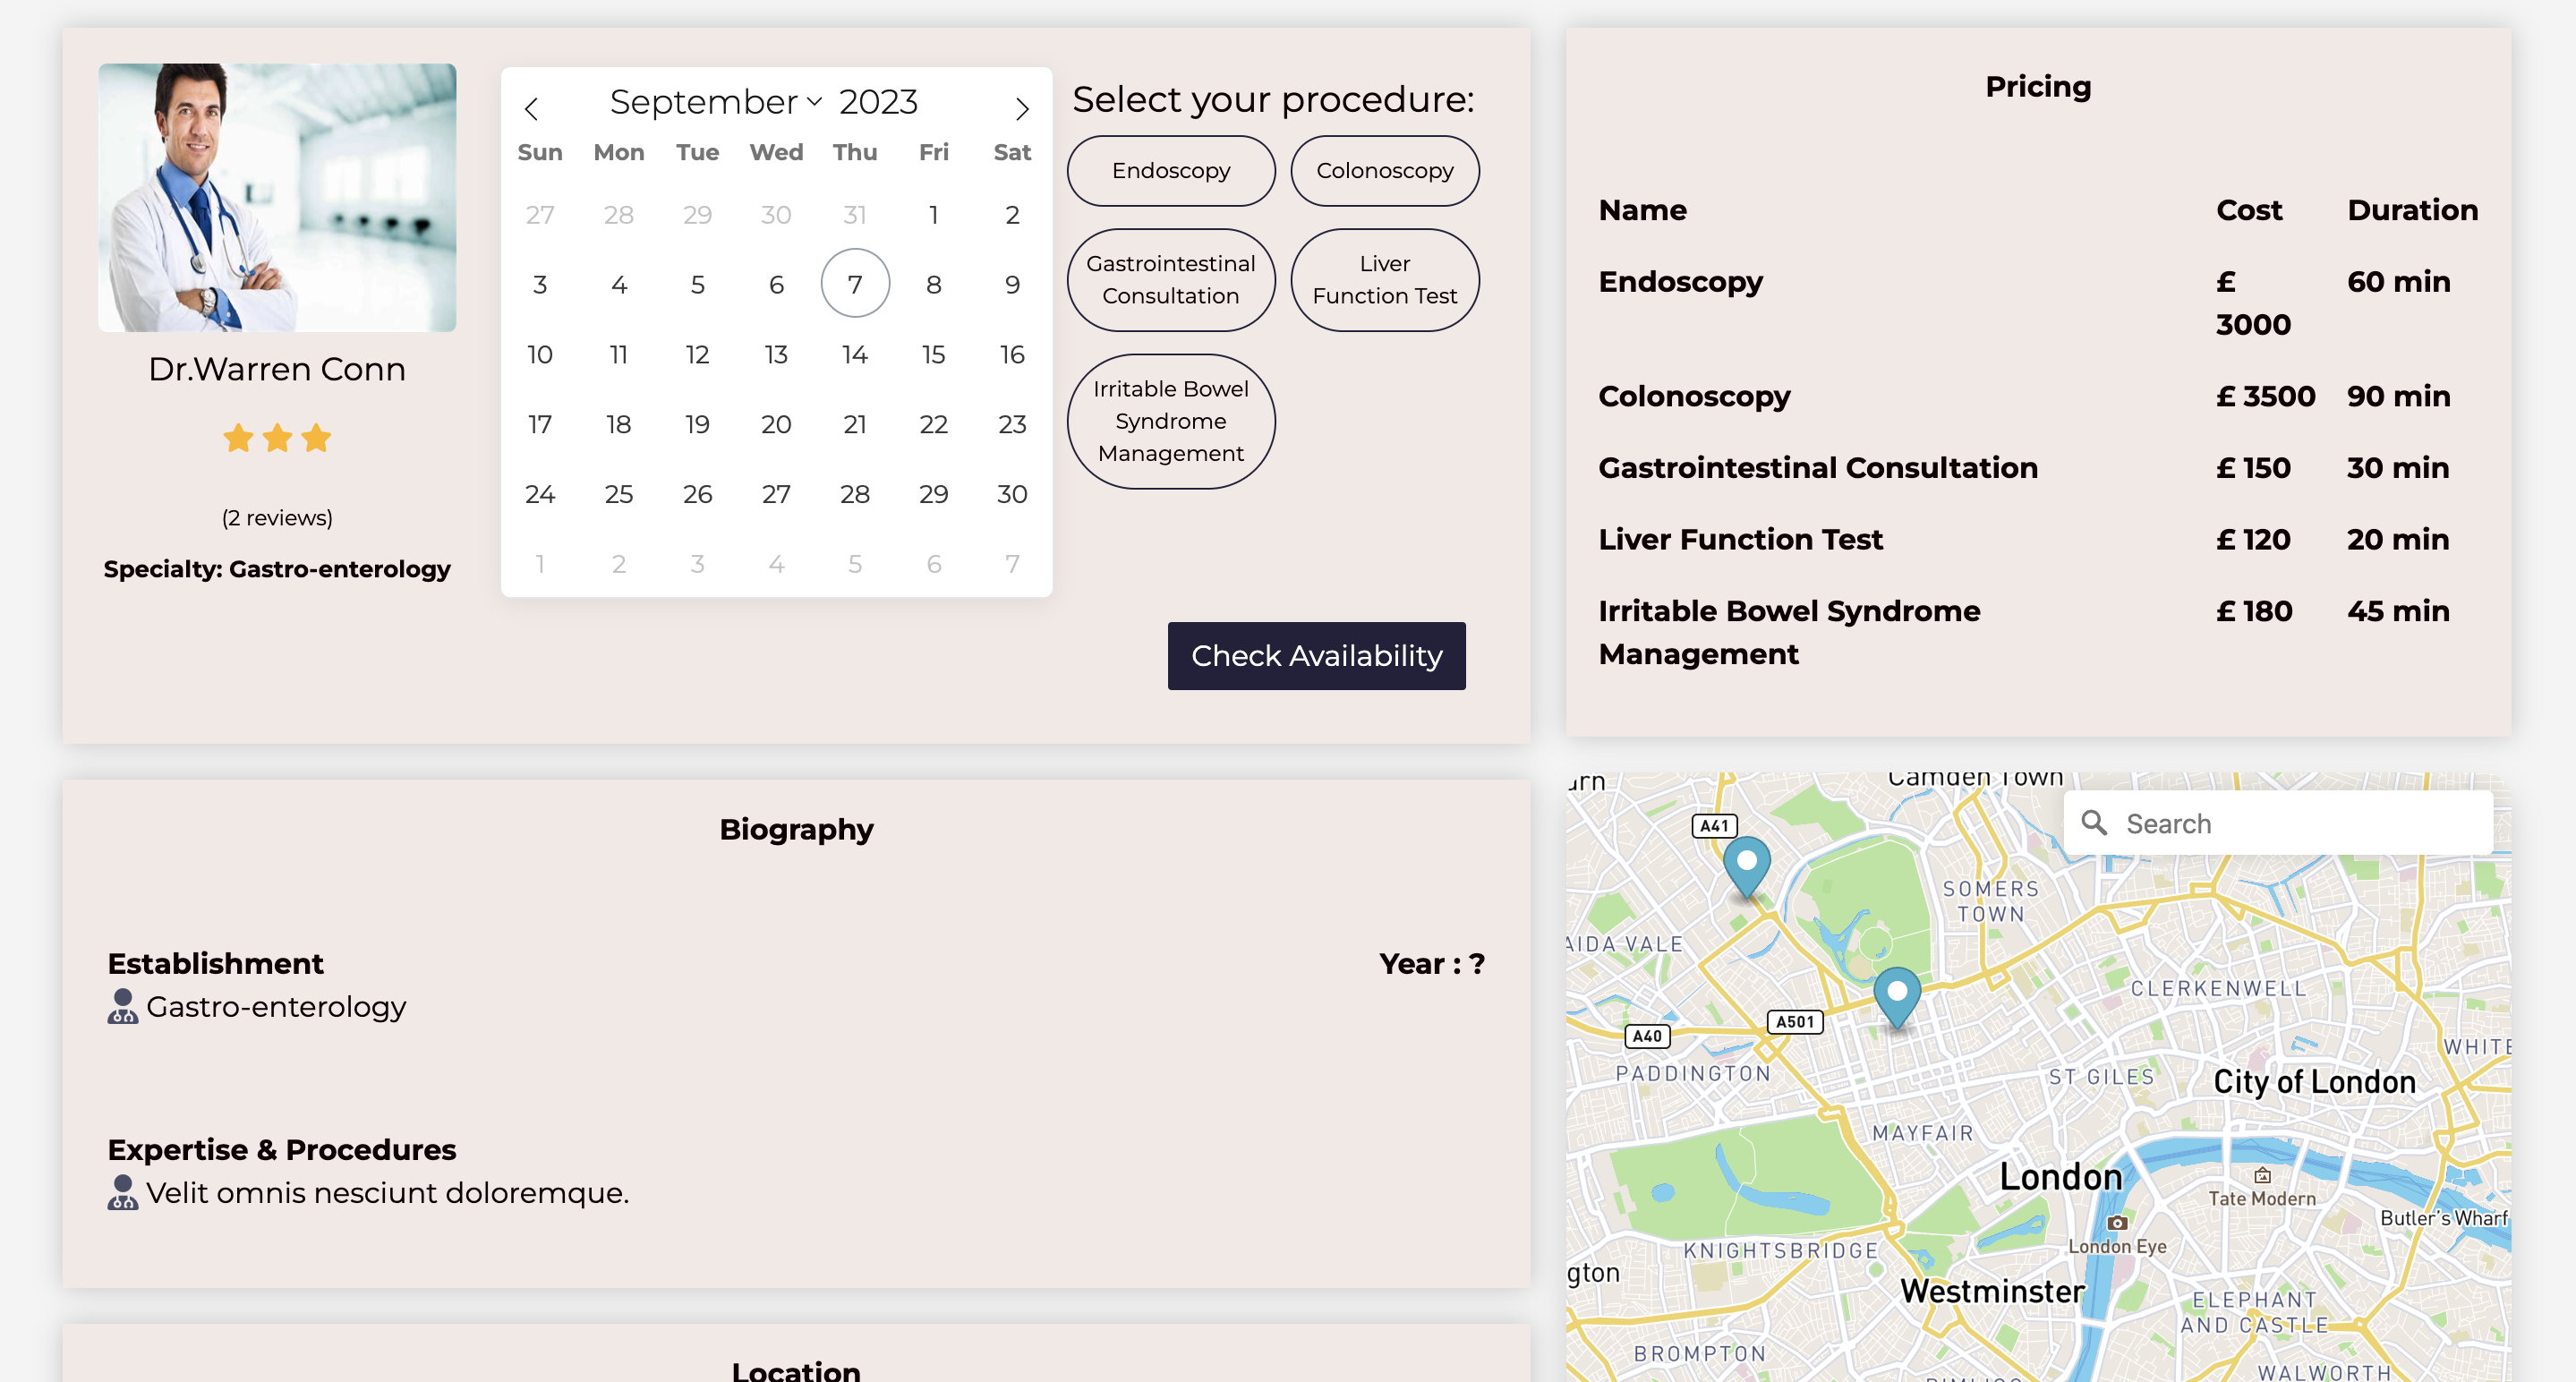 Dr.Warren Conn
(2 reviews)
Specialty: Gastro-enterology
September 2023
Sun Mon Tue Wed Thu Fri Sat
27 28 29 30 31 1 2
3 4 5 6 7 8 9
10 11 12 13 14 15 16
17 18 19 20 21 22 23
24 25 26 27 28 29 30
1 2 3 4 5 6 7
Select your procedure:
Endoscopy
Colonoscopy
Gastrointestinal
Consultation
Liver
Function Test
Irritable Bowel
Syndrome
Management
Check Availability
Pricing
Name Cost Duration
Endoscopy £ 60 min
3000
Colonoscopy £ 3500 90 min
Gastrointestinal Consultation £ 150 30 min
Liver Function Test £ 120 20 min
Irritable Bowel Syndrome £ 180 45 min
Management
Biography
Establishment Year : ?
Gastro-enterology
Expertise & Procedures
Velit omnis nesciunt doloremque.
Location
urn
Camden Town
Search
A41
SOMERS
TOWN
AIDA VALE
CLERKENWELL
A501
A40
WHITE
PADDINGTON
ST GILES
City of London
MAYFAIR
London
Tate Modern
Butler's Wharf
London Eye
KNIGHTSBRIDGE
gton
Westminster
ELEPHANT
AND CASTLE
BROMPTON
WALWORTH